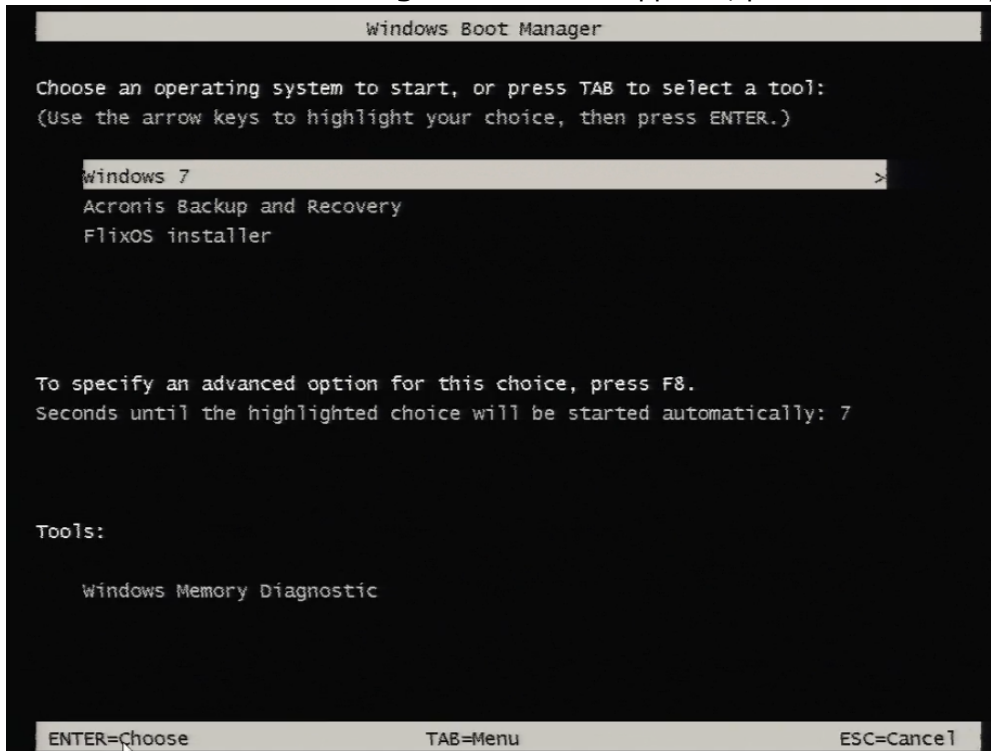 Windows Boot Manager
Choose an operating system to start, or press TAB to select a tool:
(Use the arrow keys to highlight your choice, then press ENTER.)
Windows 7 >
Acronis Backup and Recovery
FlixOS installer
To specify an advanced option for this choice, press F8.
Seconds until the highlighted choice will be started automatically: 7
Tools:
Windows Memory Diagnostic
ENTER=Choose TAB=Menu ESC=Cancel